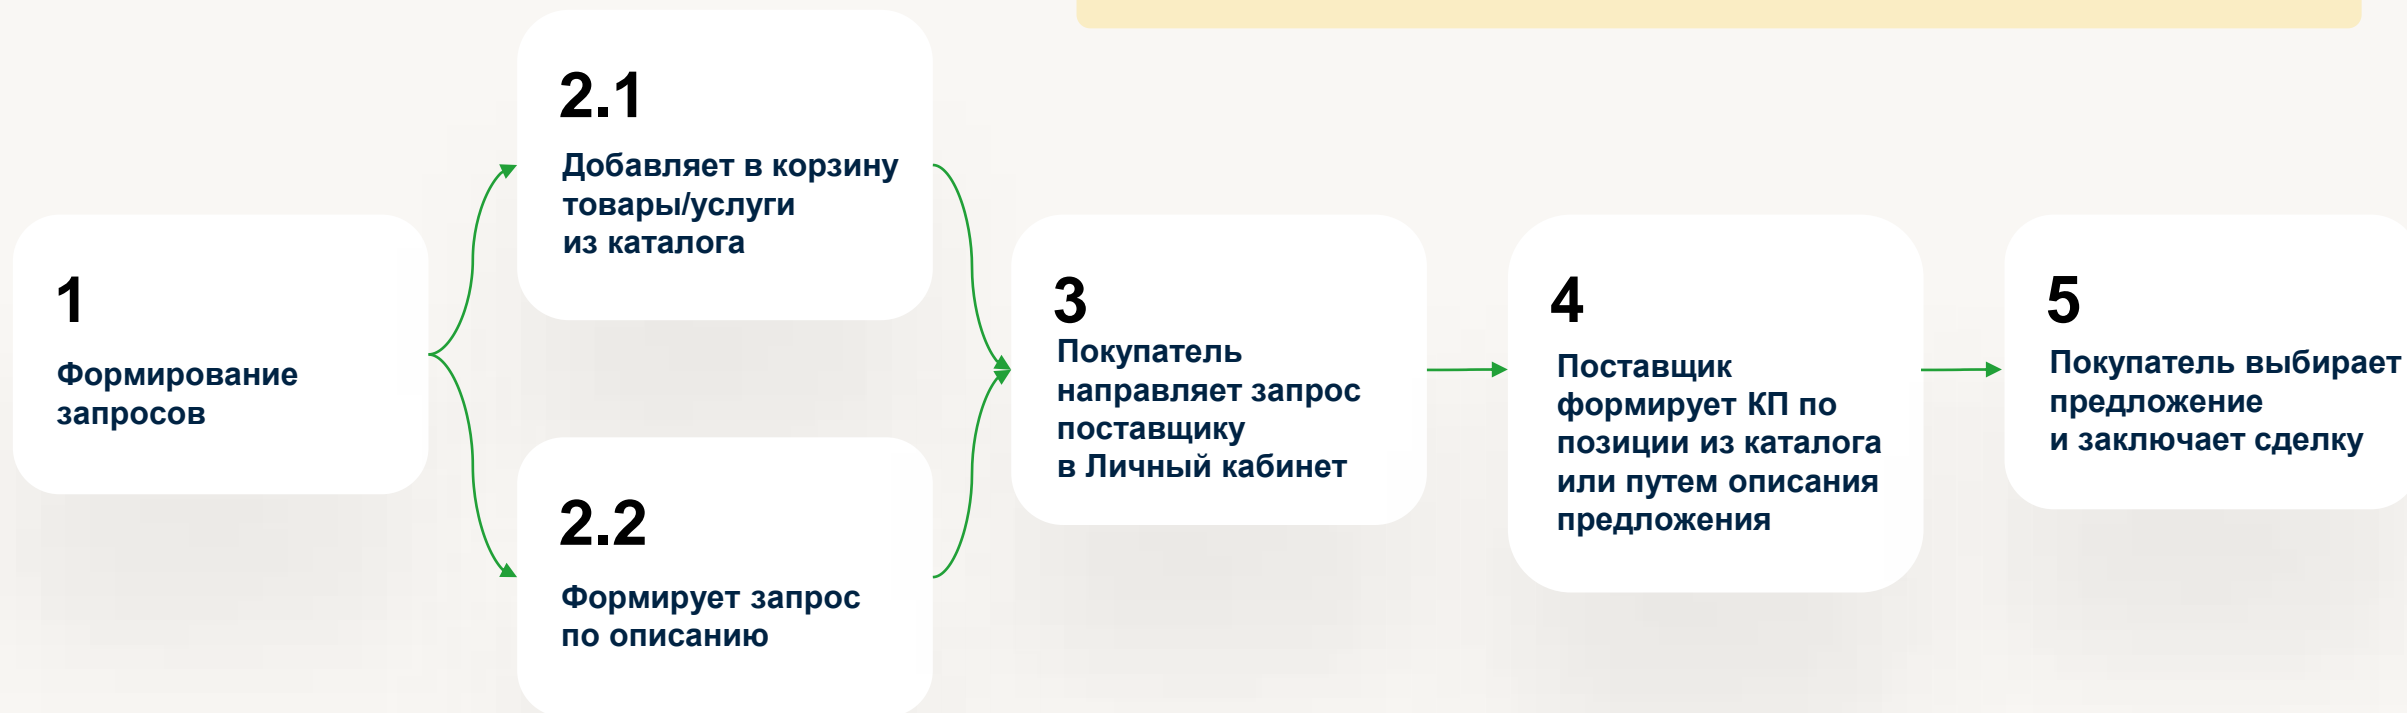 1
Формирование
запросов
2.1
Добавляет в корзину
товары/услуги
из каталога
2.2
Формирует запрос
по описанию
3
Покупатель
направляет запрос
поставщику
в Личный кабинет
4
Поставщик
формирует КП по
позиции из каталога
или путем описания
предложения
5
Покупатель выбирает
предложение
и заключает сделку